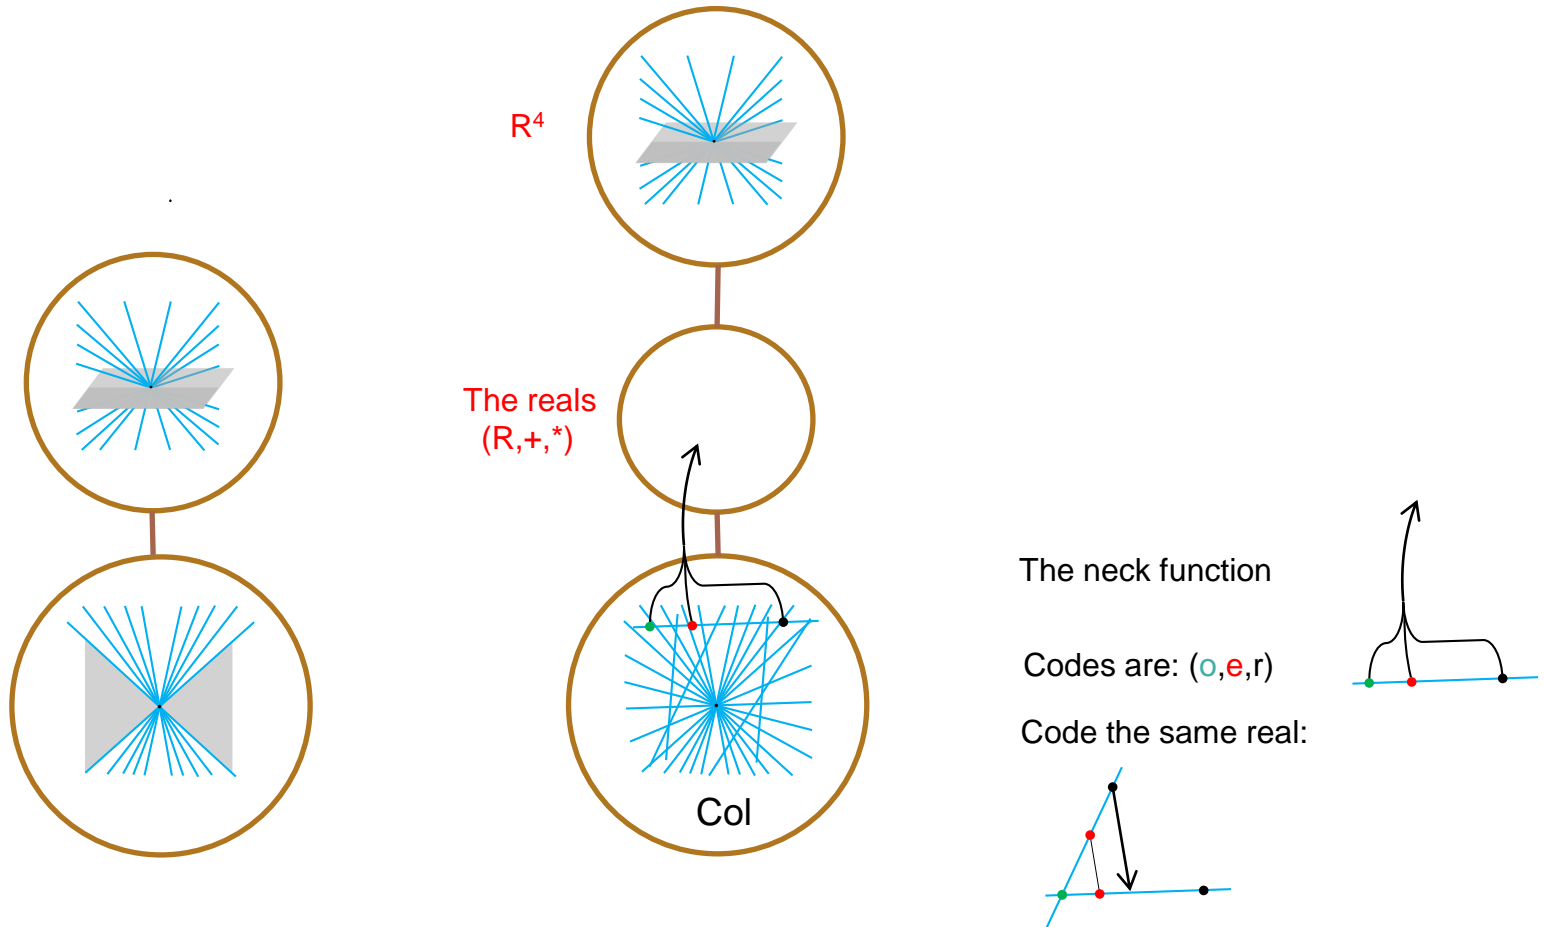 R⁴
The reals
(R,+,*)
The neck function
Codes are: (o,e,r)
Code the same real:
Col